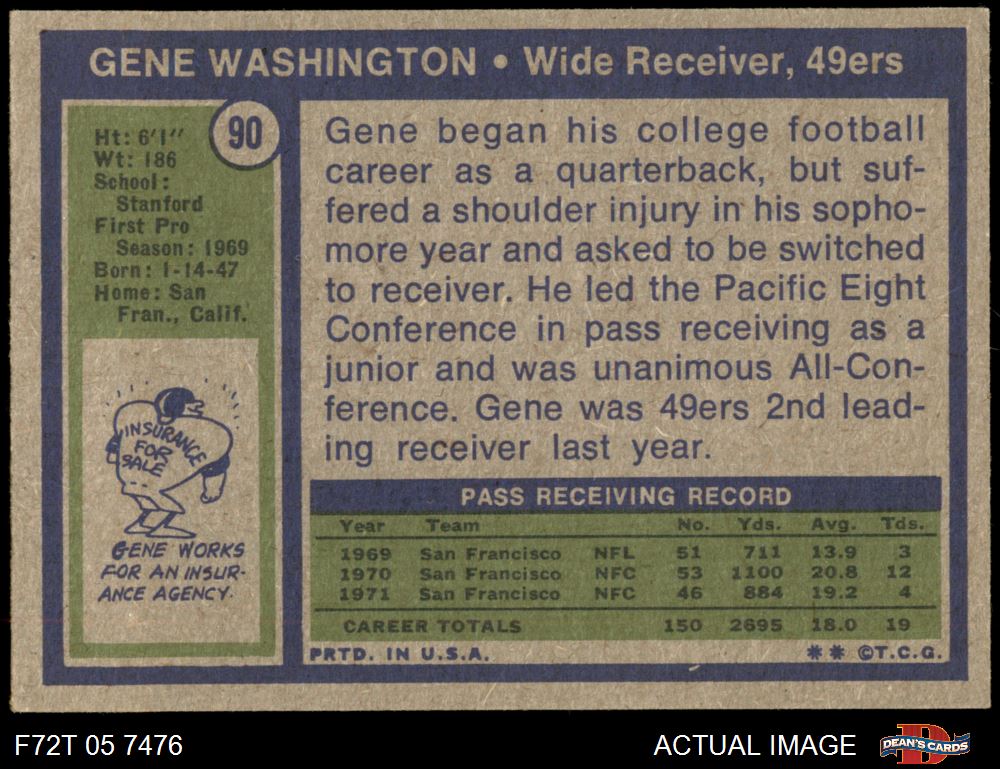 GENE WASHINGTON • Wide Receiver, 49ers
90
Ht: 6'1"
Wt: 186
School:
Stanford
First Pro
Season: 1969
Born: 1-14-47
Home: San
Fran., Calif.
INSURANCE
FOR
SALE
GENE WORKS
FOR AN INSUR-
ANCE AGENCY.
Gene began his college football
career as a quarterback, but suf-
fered a shoulder injury in his sopho-
more year and asked to be switched
to receiver. He led the Pacific Eight
Conference in pass receiving as a
junior and was unanimous All-Con-
ference. Gene was 49ers 2nd lead-
ing receiver last year.
PASS RECEIVING RECORD
Year Team No. Yds. Avg. Tds.
1969 San Francisco NFL 51 711 13.9 3
1970 San Francisco NFC 53 1100 20.8 12
1971 San Francisco NFC 46 884 19.2 4
CAREER TOTALS 150 2695 18.0 19
PRTD. IN U.S.A. ** ©T.C.G.
F72T 05 7476 ACTUAL IMAGE DEAN'S CARDS